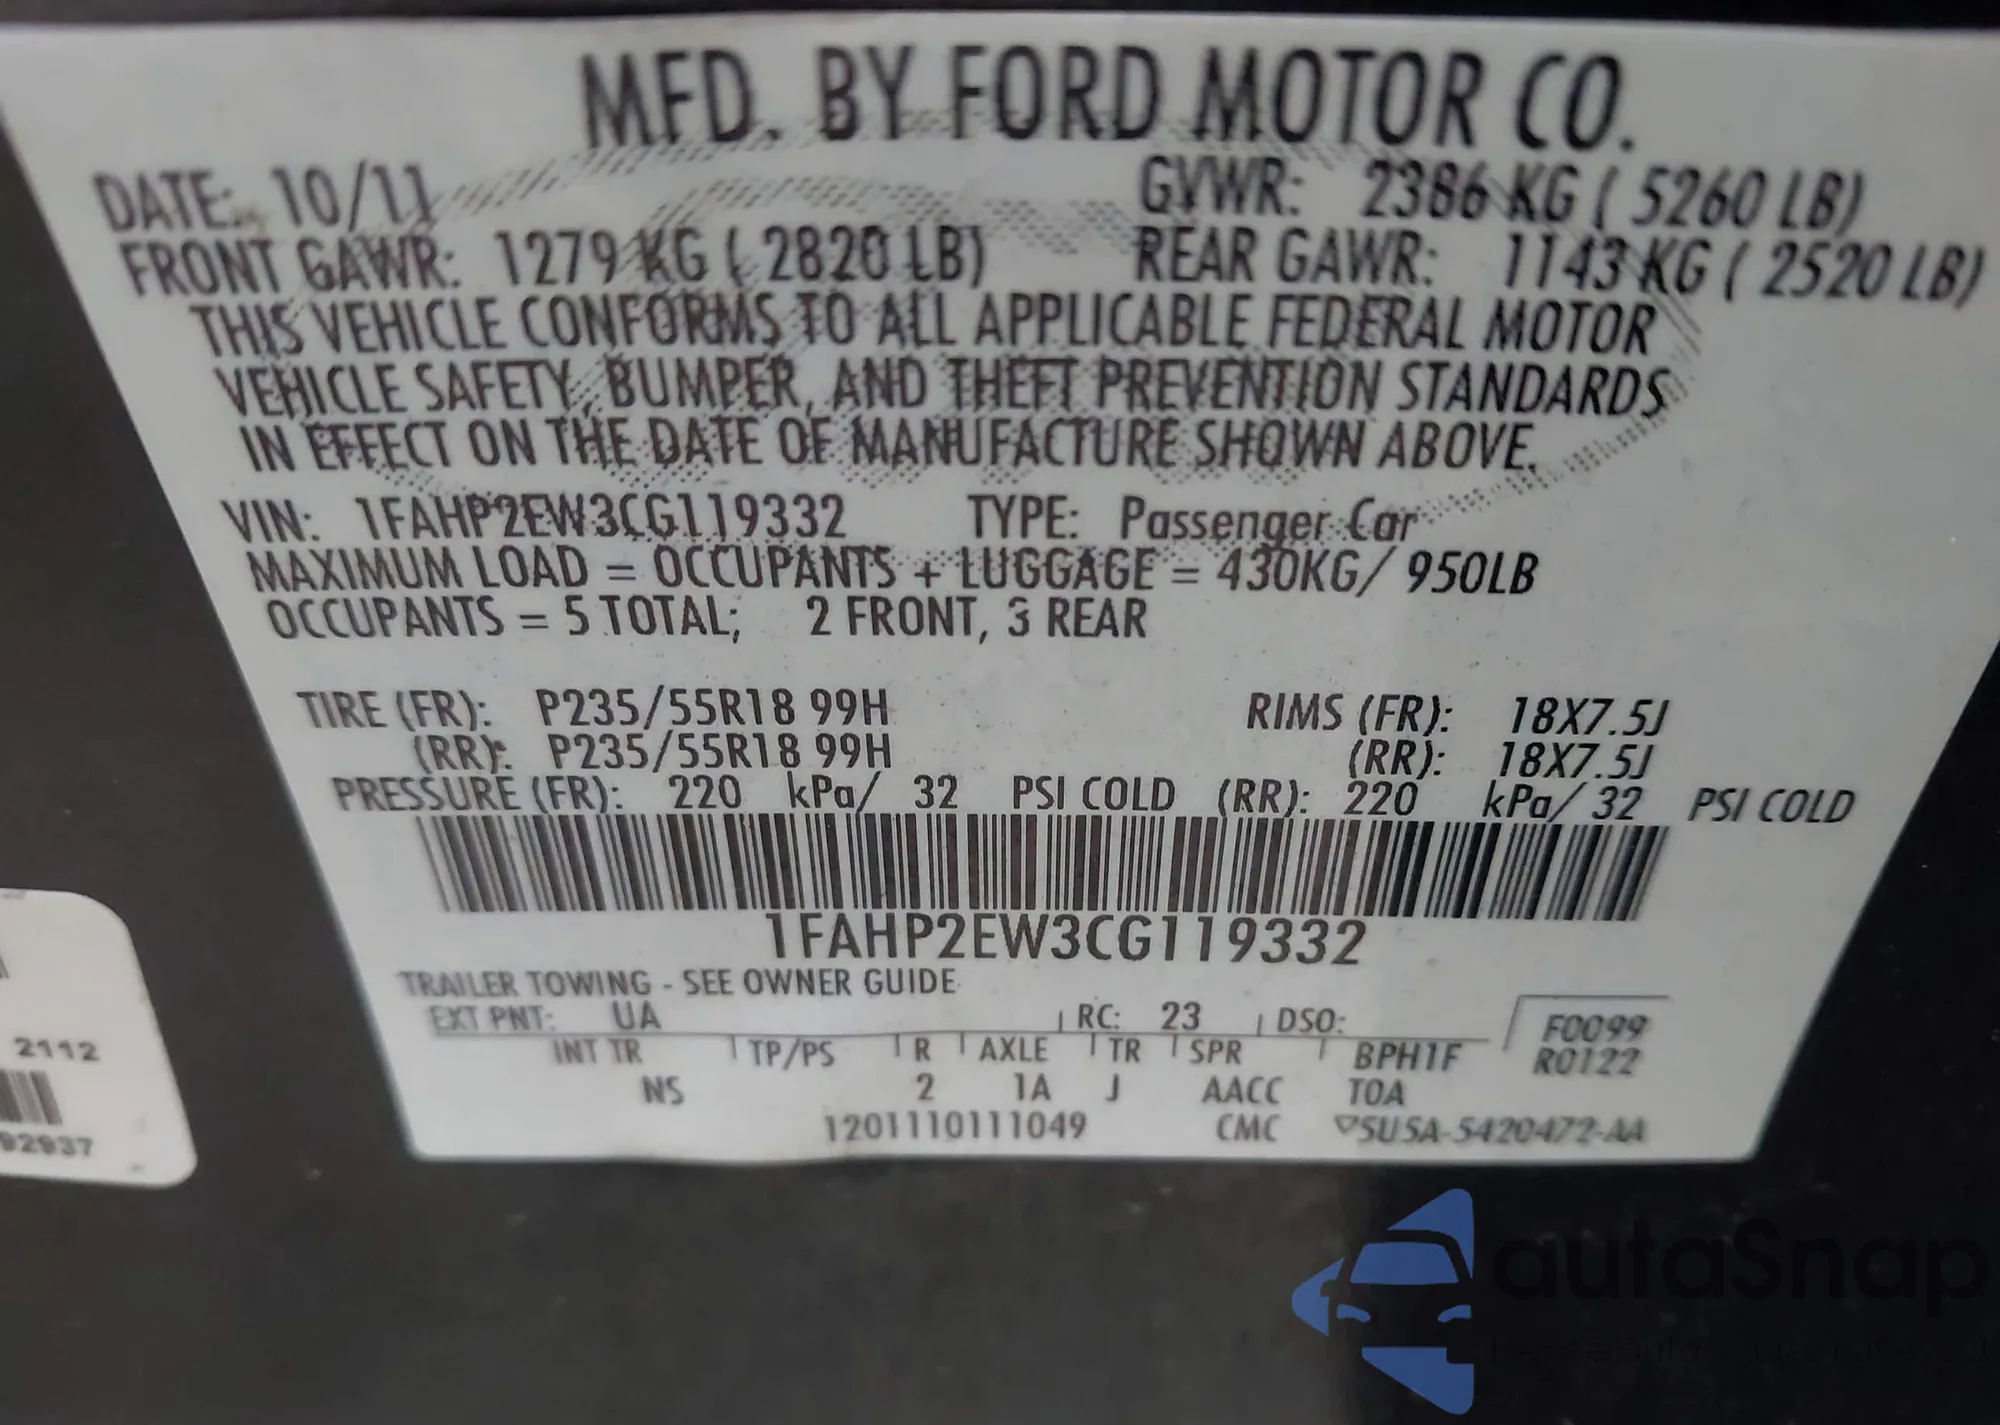 MFD. BY FORD MOTOR CO.
DATE: 10/11 GVWR: 2386 KG ( 5260 LB)
FRONT GAWR: 1279 KG ( 2820 LB) REAR GAWR: 1143 KG ( 2520 LB)
THIS VEHICLE CONFORMS TO ALL APPLICABLE FEDERAL MOTOR
VEHICLE SAFETY, BUMPER, AND THEFT PREVENTION STANDARDS
IN EFFECT ON THE DATE OF MANUFACTURE SHOWN ABOVE.
VIN: 1FAHP2EW3CG119332 TYPE: Passenger Car
MAXIMUM LOAD = OCCUPANTS + LUGGAGE = 430KG/ 950LB
OCCUPANTS = 5 TOTAL; 2 FRONT, 3 REAR
TIRE (FR): P235/55R18 99H RIMS (FR): 18X7.5J
(RR): P235/55R18 99H (RR): 18X7.5J
PRESSURE (FR): 220 kPa/ 32 PSI COLD (RR): 220 kPa/ 32 PSI COLD
1FAHP2EW3CG119332
TRAILER TOWING - SEE OWNER GUIDE
EXT PNT: UA RC: 23 DSO: F0099
INT TR TP/PS R AXLE TR SPR BPH1F R0122
NS 2 1A J AACC TOA
1201110111049 CMC ▽5U5A-5420472-AA
2112
92937
autoSnap